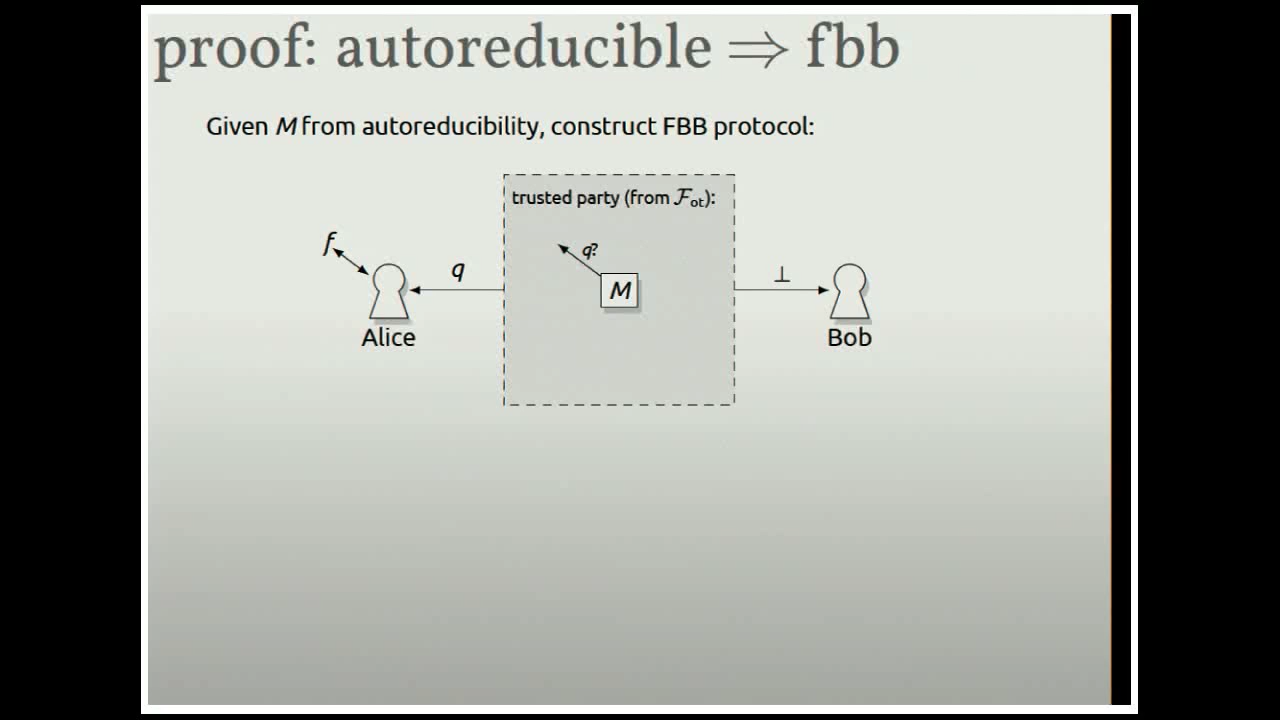 proof: autoreducible ⇒ fbb
Given M from autoreducibility, construct FBB protocol:
trusted party (from 𝓕ot):
f
q
q?
M
⊥
Alice
Bob